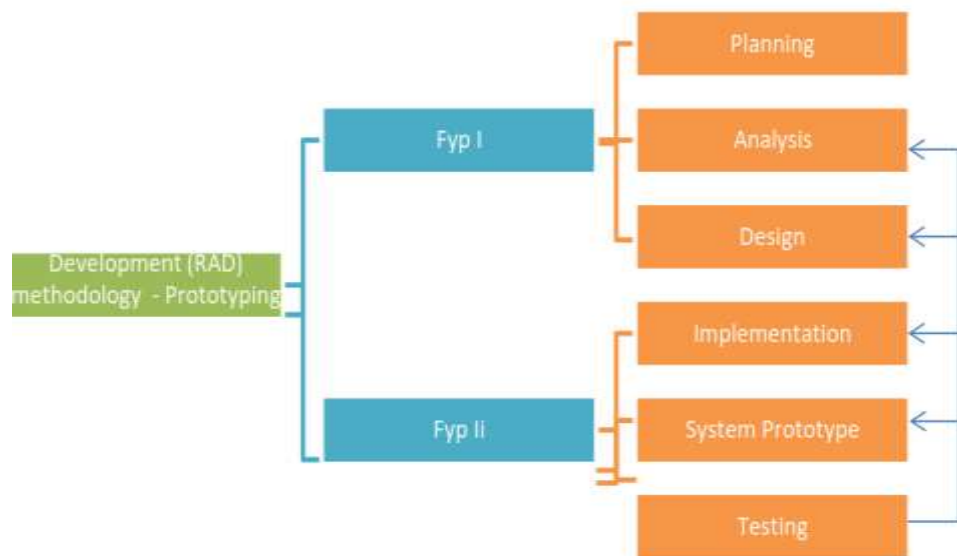 Planning
Fyp I
Analysis
Design
Development (RAD)
methodology - Prototyping
Implementation
Fyp Ii
System Prototype
Testing